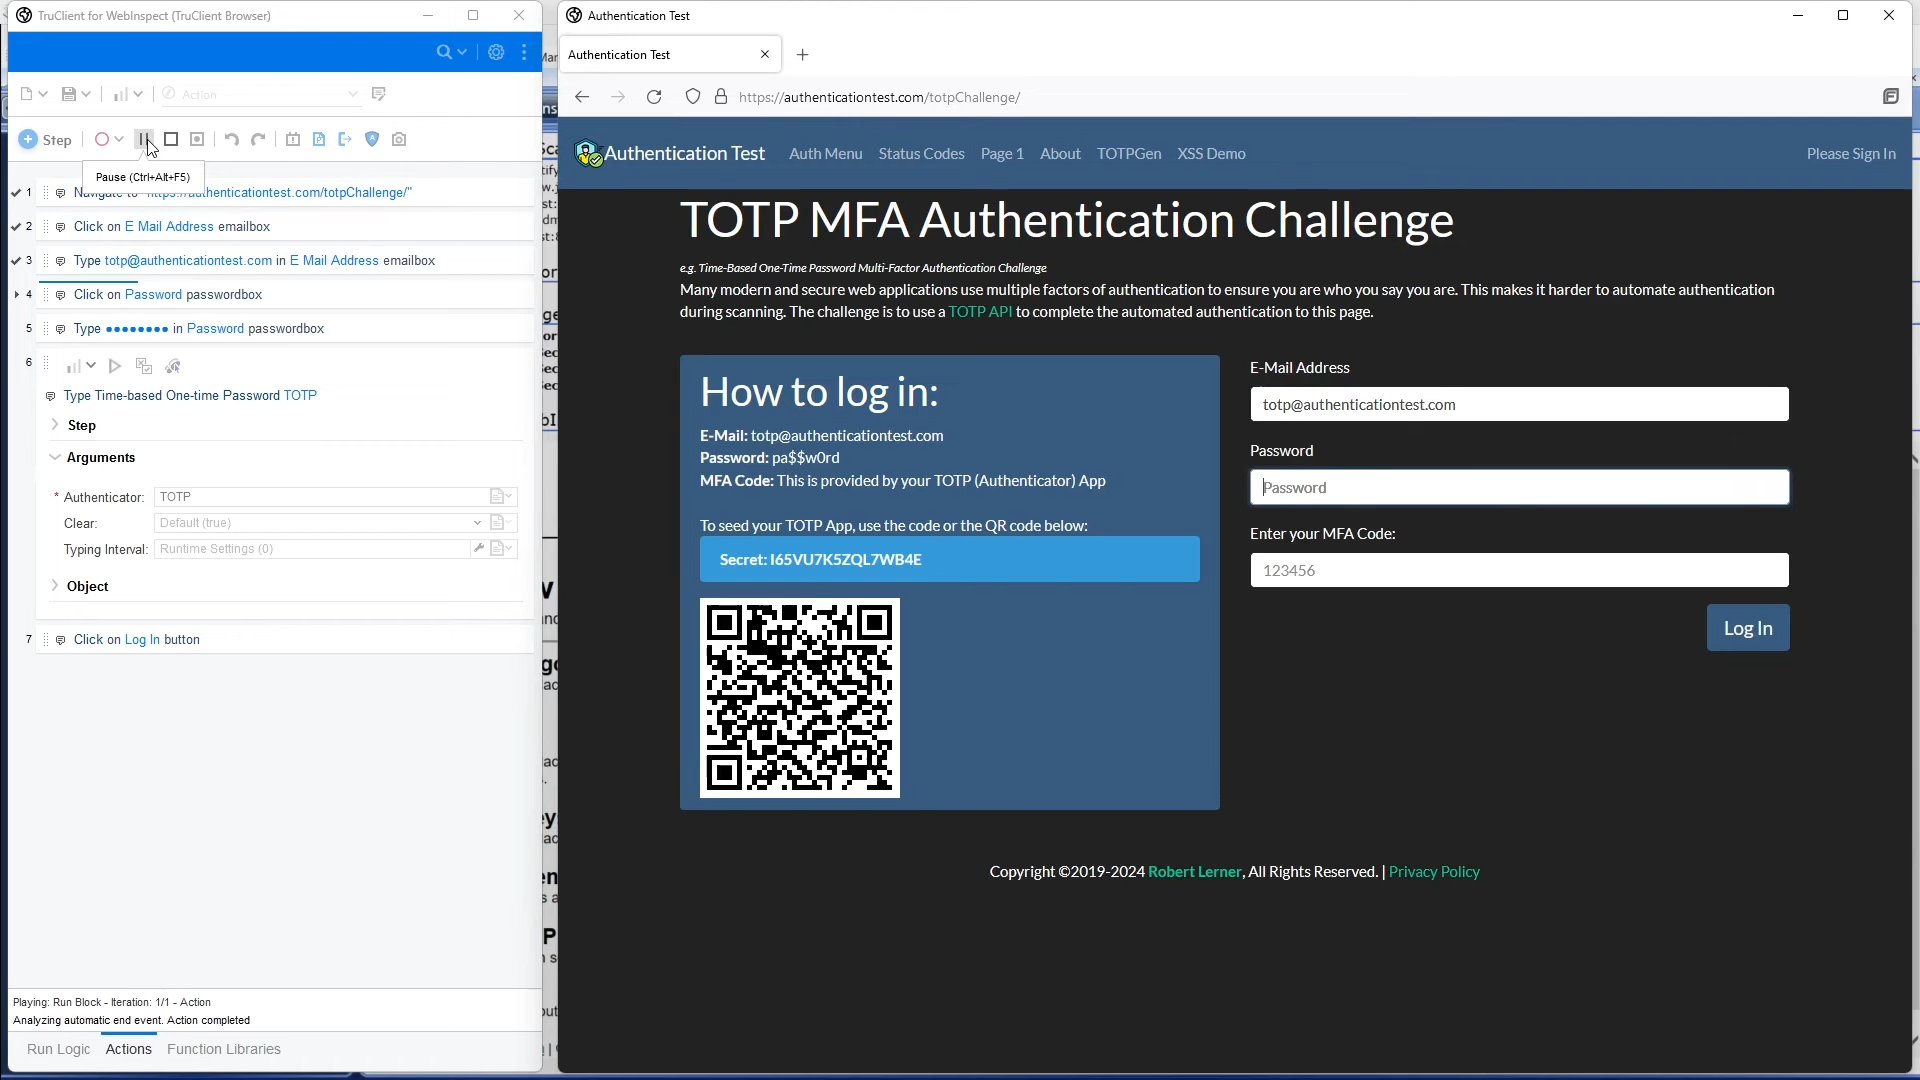 TruClient for WebInspect (TruClient Browser)
Action
Step
Pause (Ctrl+Alt+F5)
1 Navigate to "https://authenticationtest.com/totpChallenge/"
2 Click on E Mail Address emailbox
3 Type totp@authenticationtest.com in E Mail Address emailbox
4 Click on Password passwordbox
5 Type ●●●●●●●● in Password passwordbox
6
Type Time-based One-time Password TOTP
Step
Arguments
* Authenticator: TOTP
Clear: Default (true)
Typing Interval: Runtime Settings (0)
Object
7 Click on Log In button
Playing: Run Block - Iteration: 1/1 - Action
Analyzing automatic end event. Action completed
Run Logic Actions Function Libraries
Authentication Test
Authentication Test
https://authenticationtest.com/totpChallenge/
Authentication Test Auth Menu Status Codes Page 1 About TOTPGen XSS Demo Please Sign In
TOTP MFA Authentication Challenge
e.g. Time-Based One-Time Password Multi-Factor Authentication Challenge
Many modern and secure web applications use multiple factors of authentication to ensure you are who you say you are. This makes it harder to automate authentication
during scanning. The challenge is to use a TOTP API to complete the automated authentication to this page.
How to log in:
E-Mail: totp@authenticationtest.com
Password: pa$$w0rd
MFA Code: This is provided by your TOTP (Authenticator) App
To seed your TOTP App, use the code or the QR code below:
Secret: I65VU7K5ZQL7WB4E
E-Mail Address
totp@authenticationtest.com
Password
Password
Enter your MFA Code:
123456
Log In
Copyright ©2019-2024 Robert Lerner, All Rights Reserved. | Privacy Policy